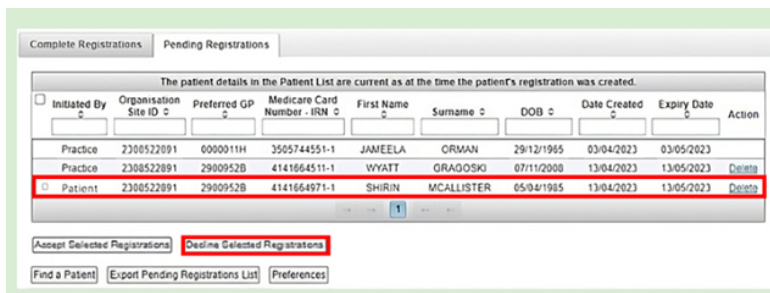 Complete Registrations Pending Registrations
The patient details in the Patient List are current as at the time the patient's registration was created.
Initiated By Organisation Site ID Preferred GP Medicare Card Number - IRN First Name Surname DOB Date Created Expiry Date Action
Practice 2308522091 0000011H 3505744551-1 JAMEELA ORMAN 29/12/1965 03/04/2023 03/05/2023
Practice 2308522891 2900952B 4141664511-1 WYATT GRAGOSKI 07/11/2008 13/04/2023 13/05/2023 Delete
Patient 2308522891 2900952B 4141664971-1 SHIRIN MCALLISTER 05/04/1985 13/04/2023 13/05/2023 Delete
1
Accept Selected Registrations Decline Selected Registrations
Find a Patient Export Pending Registrations List Preferences